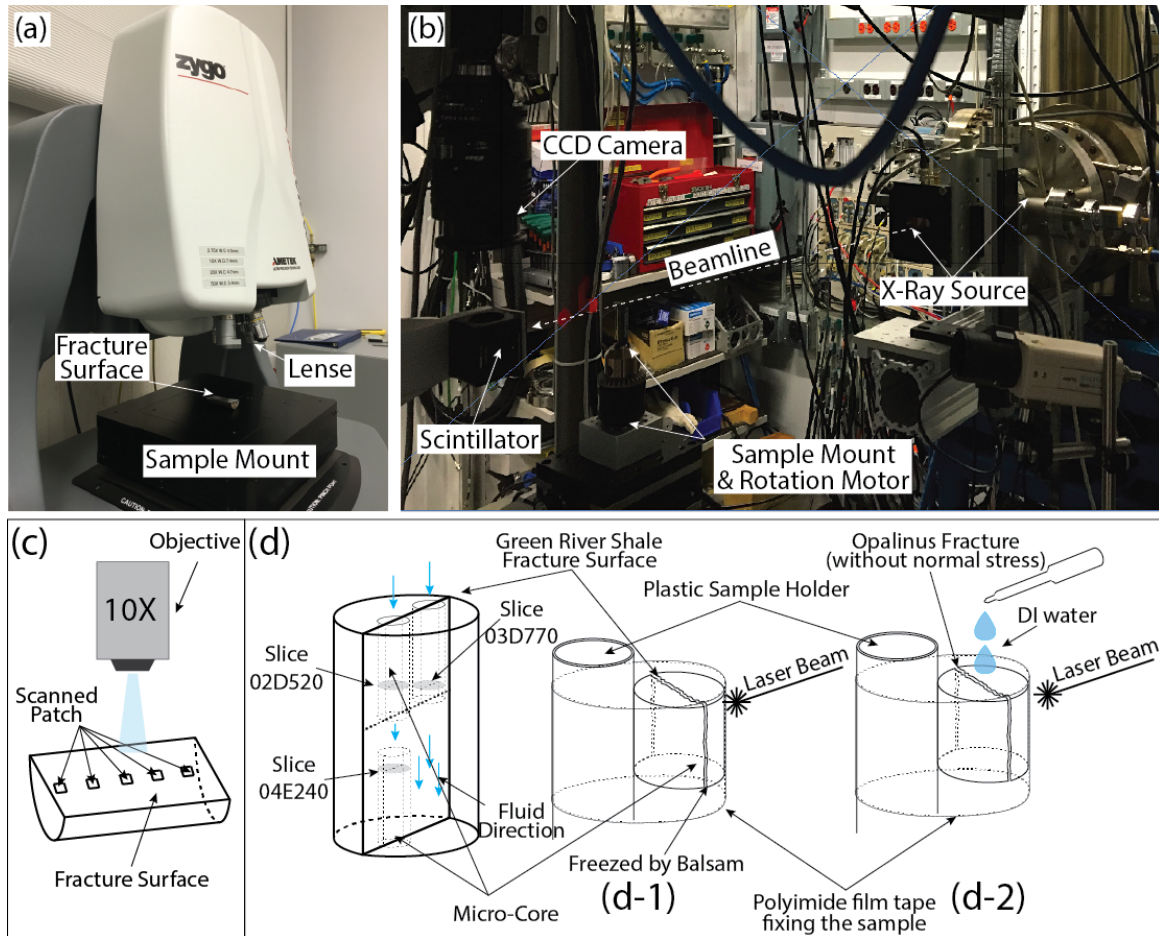 (a)
zygo
2.75X W.D.
AMETEK
Fracture
Surface
Lense
Sample Mount
(b)
CCD Camera
Beamline
X-Ray Source
Scintillator
Sample Mount
& Rotation Motor
(c)
Objective
10X
Scanned
Patch
Fracture Surface
(d)
Green River Shale
Fracture Surface
Slice
03D770
Slice
02D520
Slice
04E240
Fluid
Direction
Micro-Core
Plastic Sample Holder
Laser Beam
Freezed by Balsam
(d-1)
Opalinus Fracture
(without normal stress)
DI water
Laser Beam
Polyimide film tape
fixing the sample
(d-2)